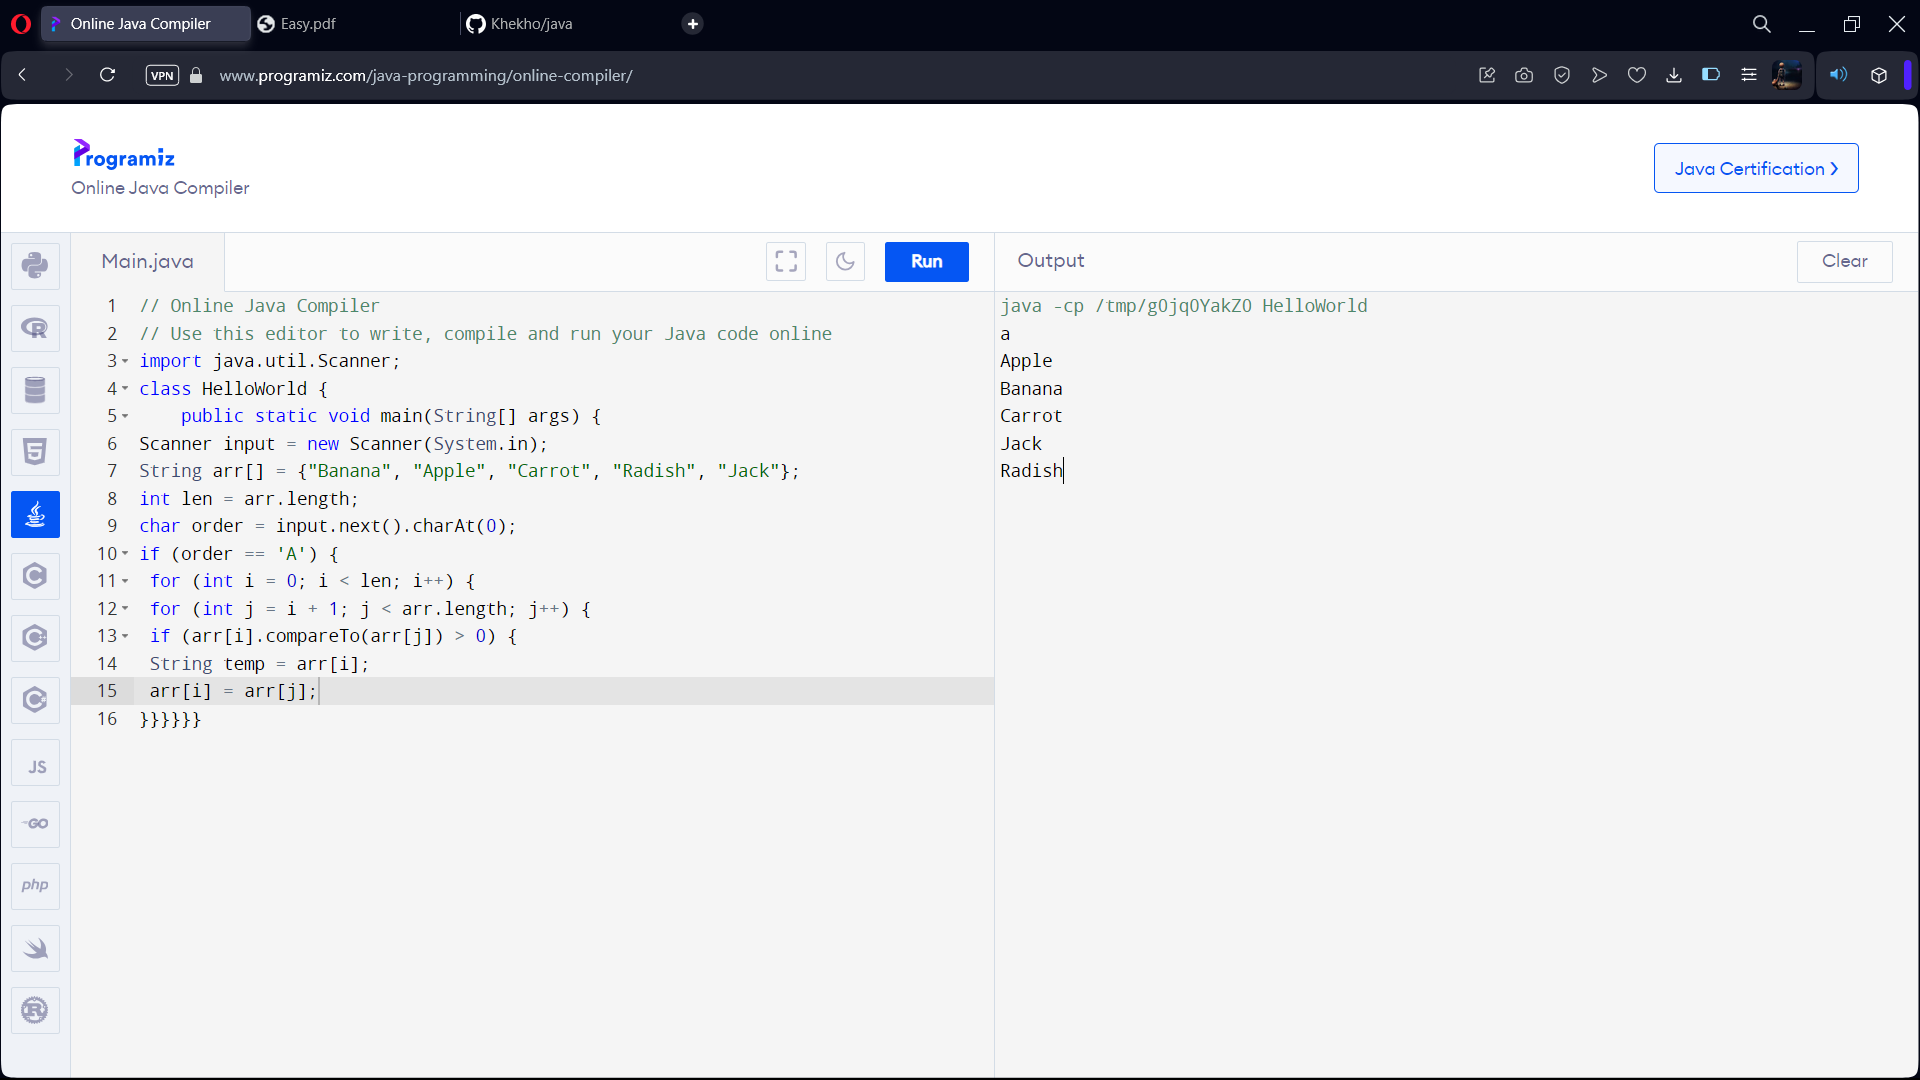 Online Java Compiler
Easy.pdf
Khekho/java
VPN
www.programiz.com/java-programming/online-compiler/
Programiz
Online Java Compiler
Java Certification >
Main.java
Run
Output
Clear
1 // Online Java Compiler
2 // Use this editor to write, compile and run your Java code online
3 import java.util.Scanner;
4 class HelloWorld {
5 public static void main(String[] args) {
6 Scanner input = new Scanner(System.in);
7 String arr[] = {"Banana", "Apple", "Carrot", "Radish", "Jack"};
8 int len = arr.length;
9 char order = input.next().charAt(0);
10 if (order == 'A') {
11 for (int i = 0; i < len; i++) {
12 for (int j = i + 1; j < arr.length; j++) {
13 if (arr[i].compareTo(arr[j]) > 0) {
14 String temp = arr[i];
15 arr[i] = arr[j];
16 }}}}}}
java -cp /tmp/g0jqOYakZO HelloWorld
a
Apple
Banana
Carrot
Jack
Radish
R
5
C
C
C
JS
GO
php
R